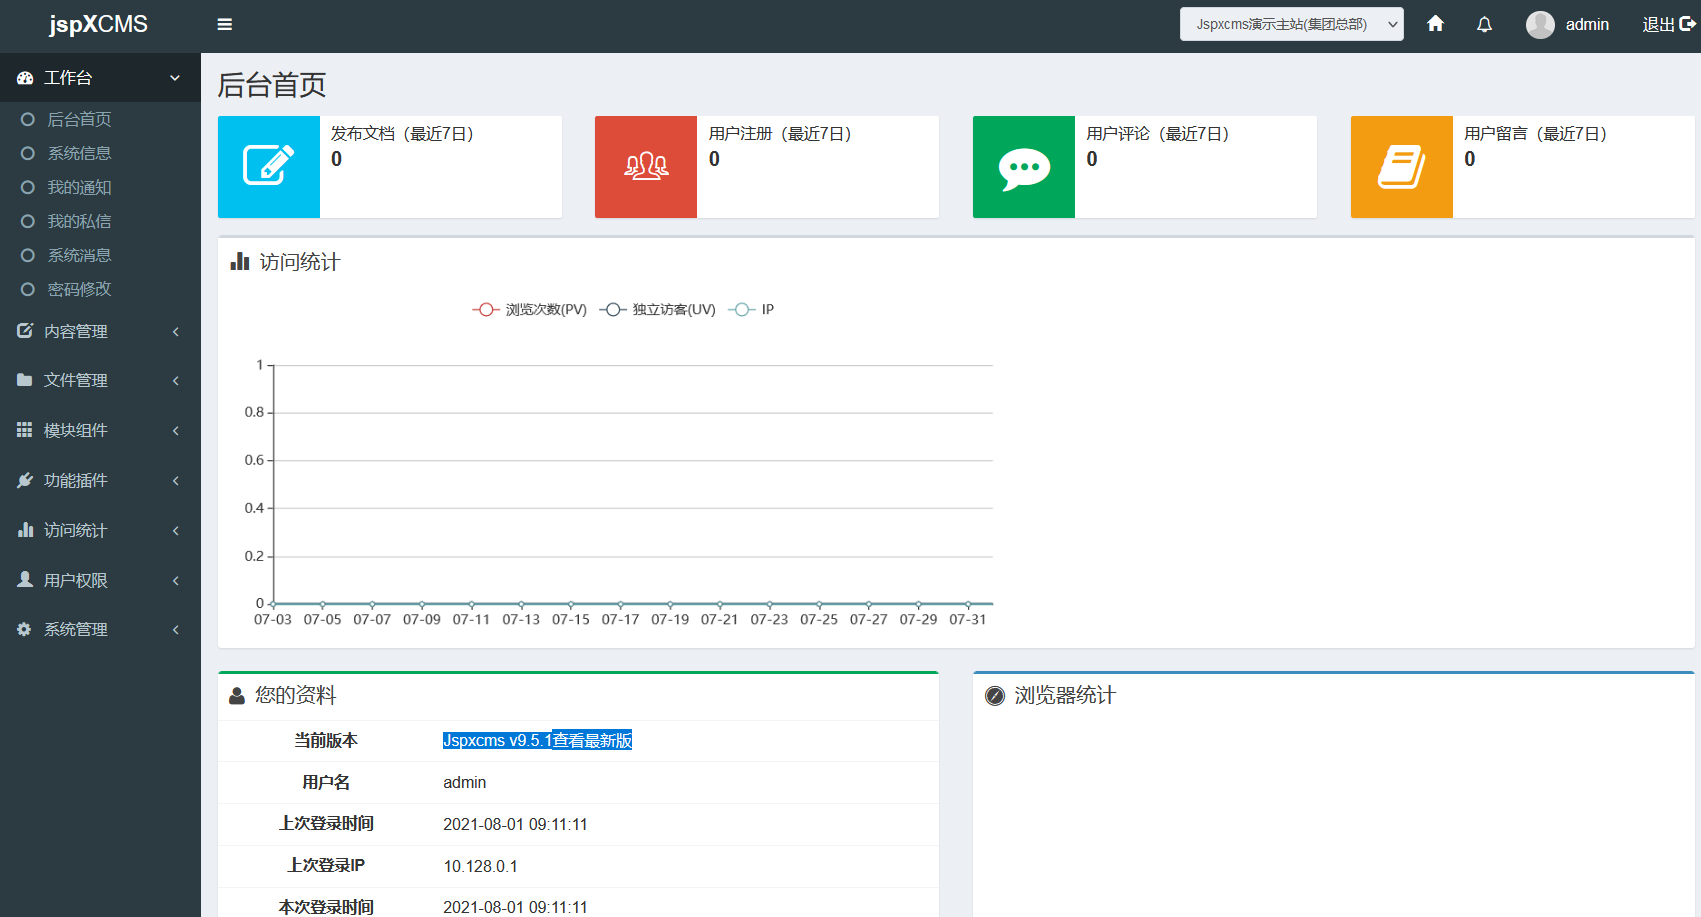 jspXCMS
Jspxcms演示主站(集团总部)
admin
退出
工作台
后台首页
系统信息
我的通知
我的私信
系统消息
密码修改
内容管理
文件管理
模块组件
功能插件
访问统计
用户权限
系统管理
后台首页
发布文档（最近7日）
0
用户注册（最近7日）
0
用户评论（最近7日）
0
用户留言（最近7日）
0
访问统计
浏览次数(PV) 独立访客(UV) IP
1
0.8
0.6
0.4
0.2
0
07-03 07-05 07-07 07-09 07-11 07-13 07-15 07-17 07-19 07-21 07-23 07-25 07-27 07-29 07-31
您的资料
当前版本 Jspxcms v9.5.1查看最新版
用户名 admin
上次登录时间 2021-08-01 09:11:11
上次登录IP 10.128.0.1
本次登录时间 2021-08-01 09:11:11
浏览器统计